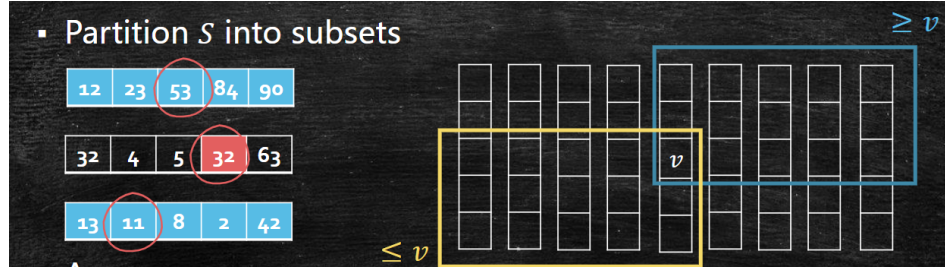 ▪ Partition S into subsets
≥ v
12 23 53 84 90
32 4 5 32 63
v
13 11 8 2 42
≤ v